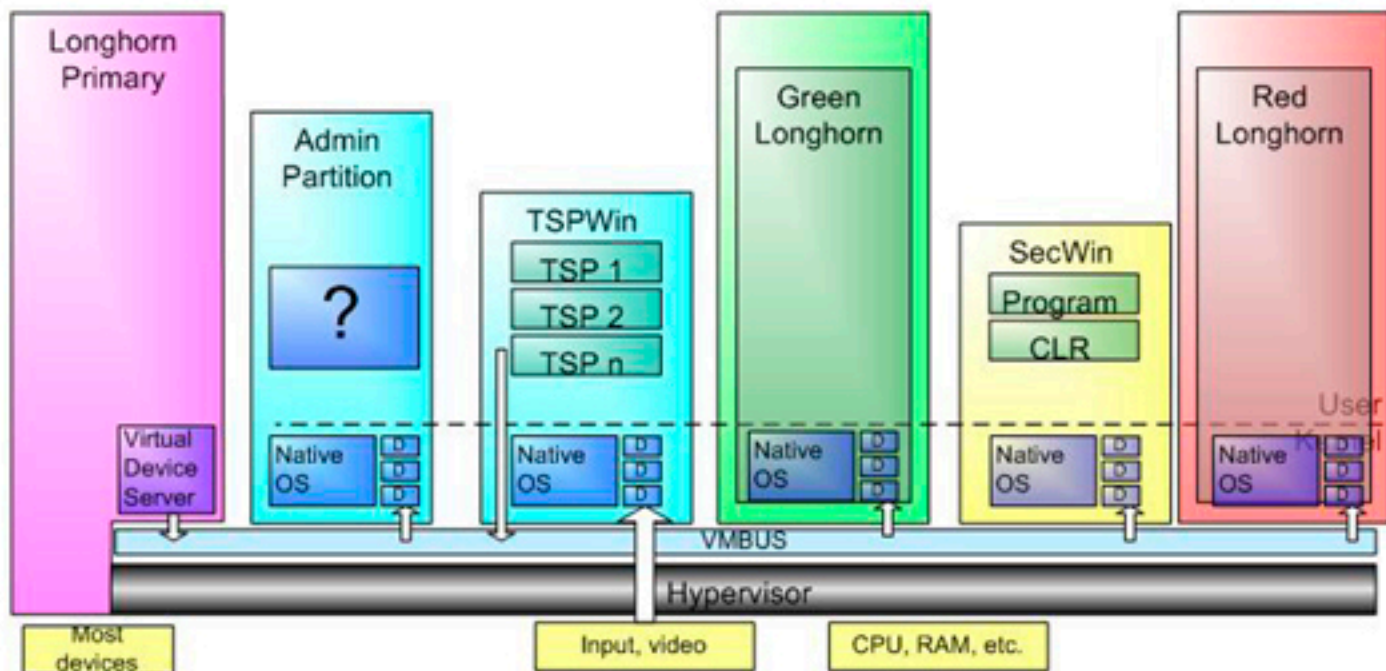 Longhorn
Primary
Virtual
Device
Server
Admin
Partition
?
Native
OS
D
D
D
TSPWin
TSP 1
TSP 2
TSP n
Native
OS
D
D
D
Green
Longhorn
Native
OS
D
D
D
SecWin
Program
CLR
Native
OS
D
D
D
Red
Longhorn
User
Kernel
Native
OS
D
D
D
VMBUS
Hypervisor
Most
devices
Input, video
CPU, RAM, etc.